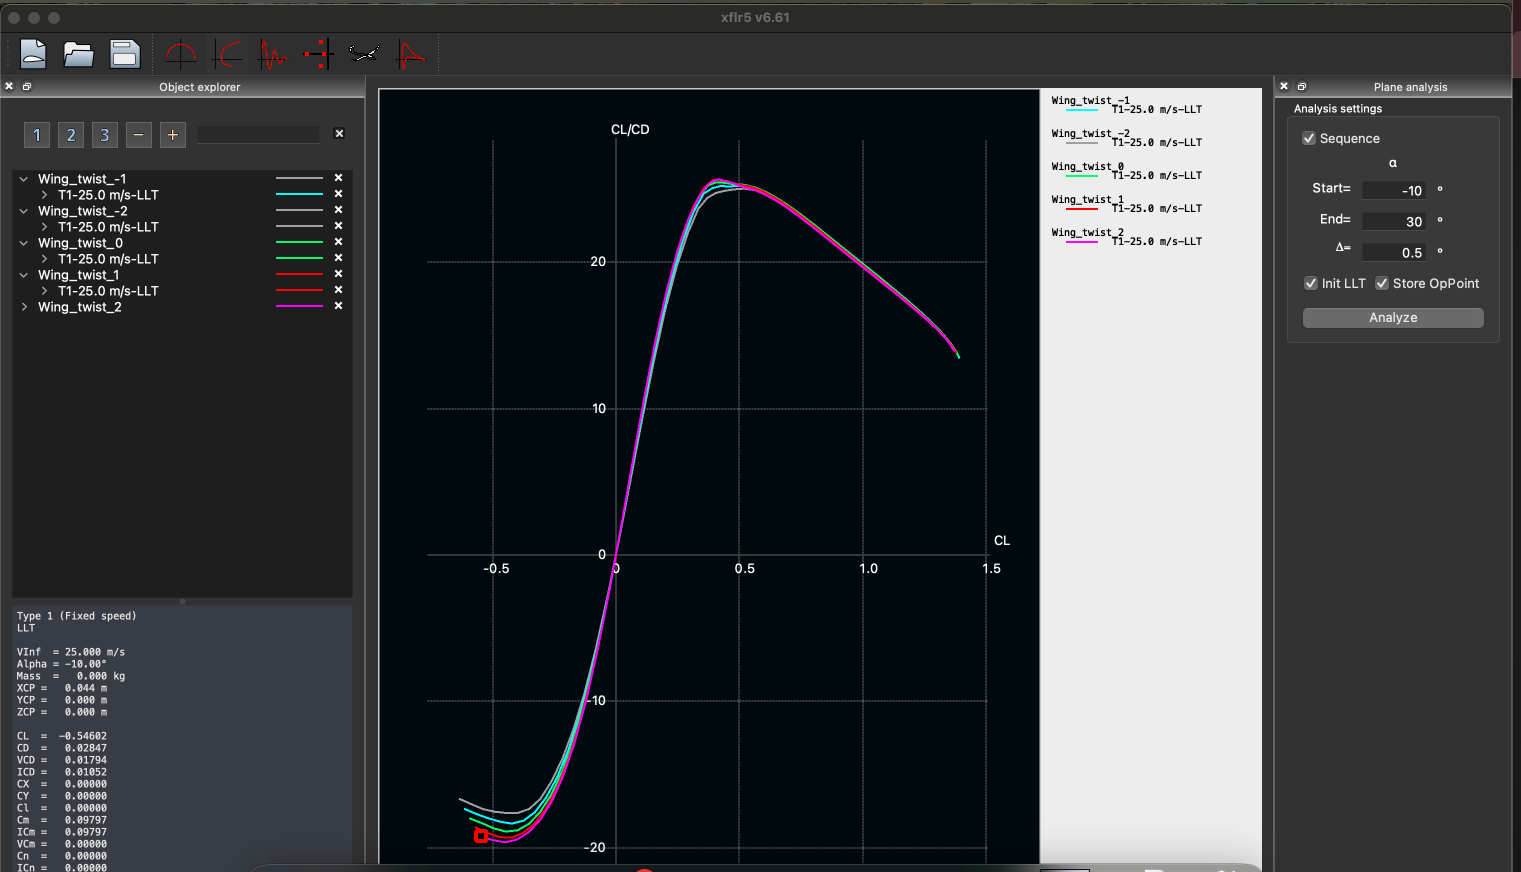 xflr5 v6.61
Object explorer
1 2 3 − +
Wing_twist_-1
T1-25.0 m/s-LLT
Wing_twist_-2
T1-25.0 m/s-LLT
Wing_twist_0
T1-25.0 m/s-LLT
Wing_twist_1
T1-25.0 m/s-LLT
Wing_twist_2
Type 1 (Fixed speed)
LLT
VInf = 25.000 m/s
Alpha = -10.00°
Mass = 0.000 kg
XCP = 0.044 m
YCP = 0.000 m
ZCP = 0.000 m
CL = -0.54602
CD = 0.02847
VCD = 0.01794
ICD = 0.01052
CX = 0.00000
CY = 0.00000
Cl = 0.00000
Cm = 0.09797
ICm = 0.09797
VCm = 0.00000
Cn = 0.00000
ICn = 0.00000
CL/CD
20
10
0
-10
-20
-0.5 0 0.5 1.0 1.5
CL
Wing_twist_-1
T1-25.0 m/s-LLT
Wing_twist_-2
T1-25.0 m/s-LLT
Wing_twist_0
T1-25.0 m/s-LLT
Wing_twist_1
T1-25.0 m/s-LLT
Wing_twist_2
T1-25.0 m/s-LLT
Plane analysis
Analysis settings
Sequence
α
Start= -10 °
End= 30 °
Δ= 0.5 °
Init LLT Store OpPoint
Analyze